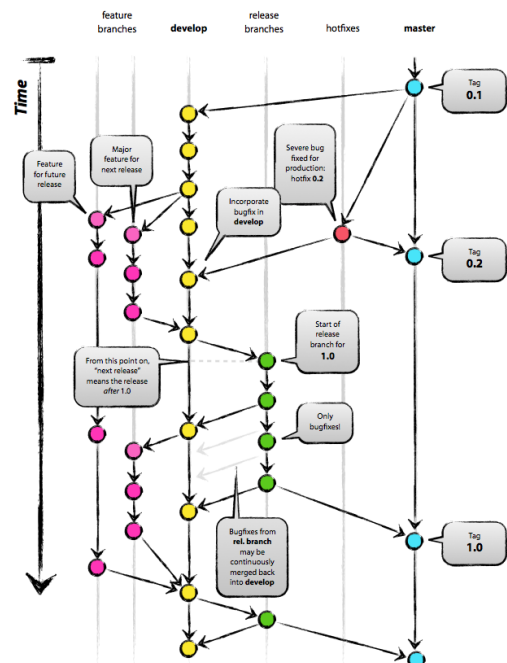 feature
branches
develop
release
branches
hotfixes
master
Time
Tag
0.1
Feature
for future
release
Major
feature for
next release
Severe bug
fixed for
production:
hotfix 0.2
Incorporate
bugfix in
develop
Tag
0.2
Start of
release
branch for
1.0
From this point on,
"next release"
means the release
after 1.0
Only
bugfixes!
Bugfixes from
rel. branch
may be
continuously
merged back
into develop
Tag
1.0